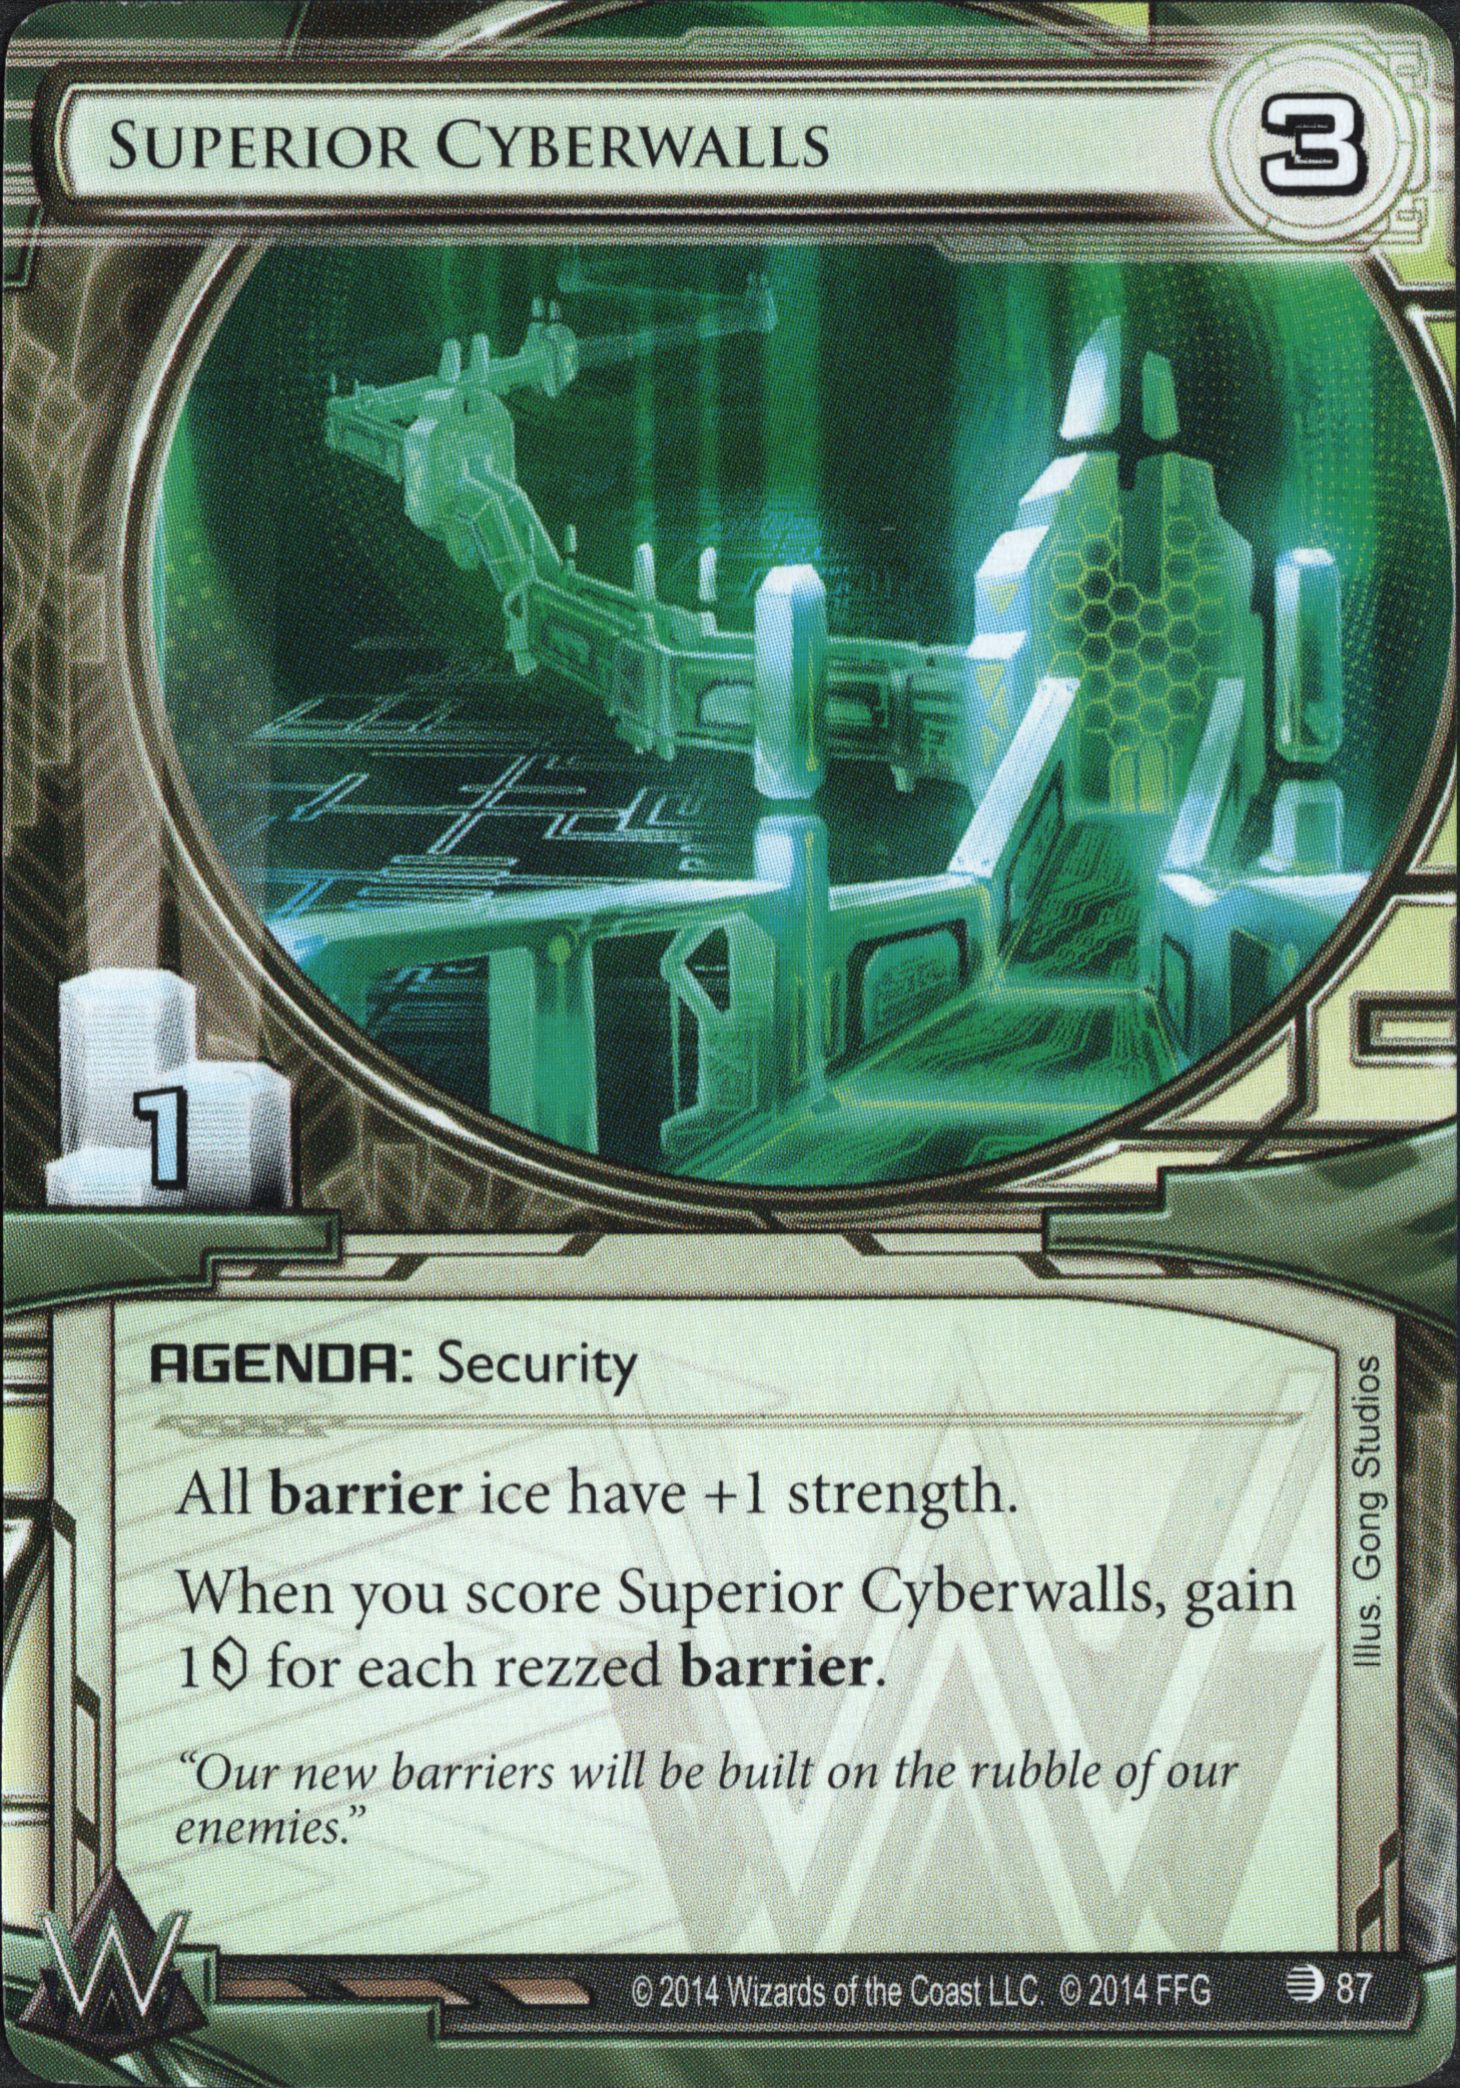 SUPERIOR CYBERWALLS
3
1
AGENDA: Security
All barrier ice have +1 strength.
When you score Superior Cyberwalls, gain
1 for each rezzed barrier.
“Our new barriers will be built on the rubble of our
enemies.”
Illus. Gong Studios
W
© 2014 Wizards of the Coast LLC. © 2014 FFG
87